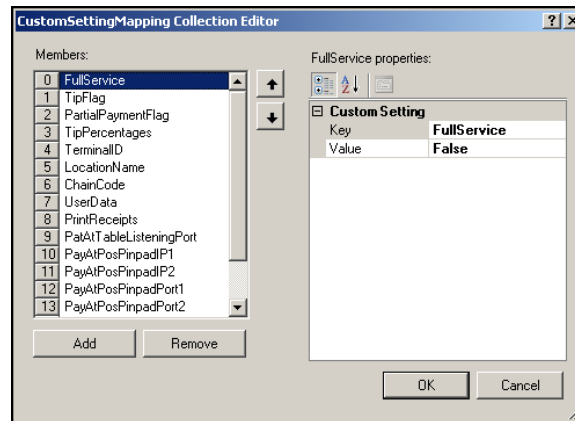 CustomSettingMapping Collection Editor
Members:
0 FullService
1 TipFlag
2 PartialPaymentFlag
3 TipPercentages
4 TerminalID
5 LocationName
6 ChainCode
7 UserData
8 PrintReceipts
9 PatAtTableListeningPort
10 PayAtPosPinpadIP1
11 PayAtPosPinpadIP2
12 PayAtPosPinpadPort1
13 PayAtPosPinpadPort2
Add Remove
FullService properties:
Custom Setting
Key FullService
Value False
OK Cancel